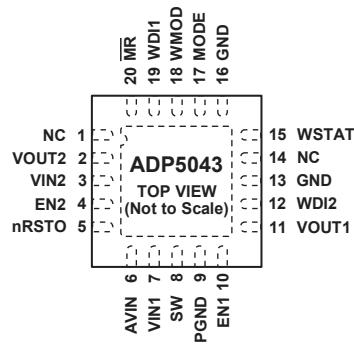 20 MR
19 WDI1
18 WMOD
17 MODE
16 GND
NC 1
VOUT2 2
VIN2 3
EN2 4
nRSTO 5
ADP5043
TOP VIEW
(Not to Scale)
15 WSTAT
14 NC
13 GND
12 WDI2
11 VOUT1
AVIN 6
VIN1 7
SW 8
PGND 9
EN1 10